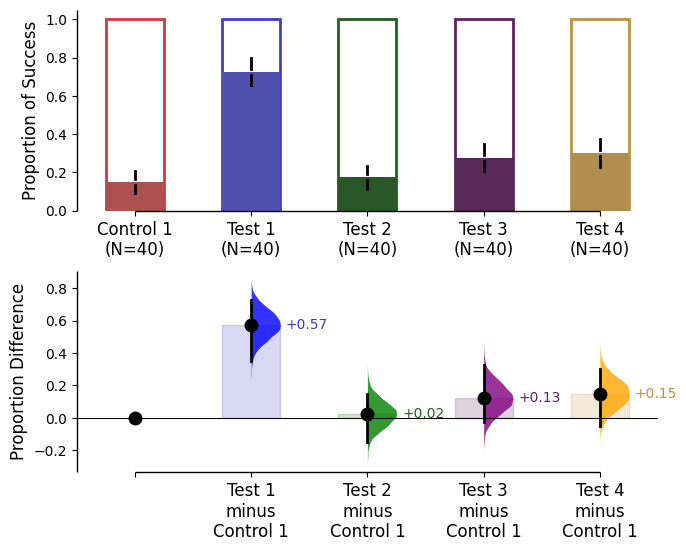 Proportion of Success
1.0
0.8
0.6
0.4
0.2
0.0
Control 1
(N=40)
Test 1
(N=40)
Test 2
(N=40)
Test 3
(N=40)
Test 4
(N=40)
Proportion Difference
0.8
0.6
0.4
0.2
0.0
−0.2
+0.57
+0.02
+0.13
+0.15
Test 1
minus
Control 1
Test 2
minus
Control 1
Test 3
minus
Control 1
Test 4
minus
Control 1